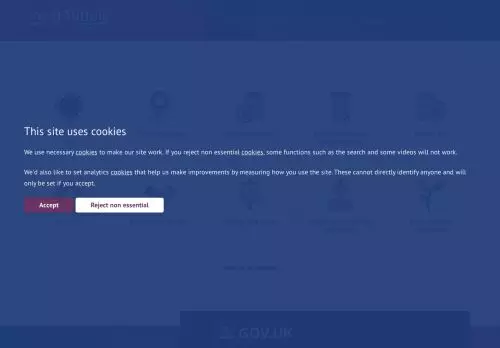 This site uses cookies
We use necessary cookies to make our site work. If you reject non essential cookies, some functions such as the search and some videos will not work.
We'd also like to set analytics cookies that help us make improvements by measuring how you use the site. These cannot directly identify anyone and will
only be set if you accept.
Accept
Reject non essential
GOV.UK